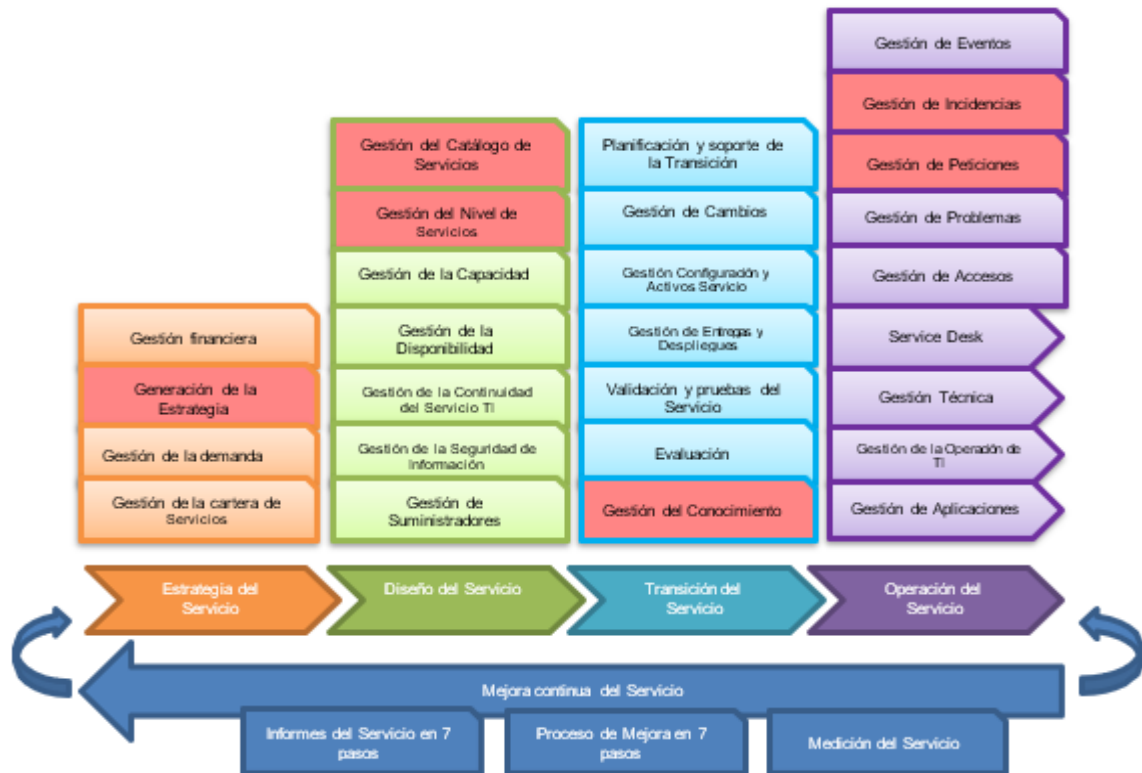 Gestión financiera
Generación de la
Estrategia
Gestión de la demanda
Gestión de la cartera de
Servicios
Gestión del Catálogo de
Servicios
Gestión del Nivel de
Servicios
Gestión de la Capacidad
Gestión de la
Disponibilidad
Gestión de la Continuidad
del Servicio TI
Gestión de la Seguridad de
Información
Gestión de
Suministradores
Planificación y soporte de
la Transición
Gestión de Cambios
Gestión Configuración y
Activos Servicio
Gestión de Entregas y
Despliegues
Validación y pruebas del
Servicio
Evaluación
Gestión del Conocimiento
Gestión de Eventos
Gestión de Incidencias
Gestión de Peticiones
Gestión de Problemas
Gestión de Accesos
Service Desk
Gestión Técnica
Gestión de la Operación de
TI
Gestión de Aplicaciones
Estrategia del
Servicio
Diseño del Servicio
Transición del
Servicio
Operación del
Servicio
Mejora continua del Servicio
Informes del Servicio en 7
pasos
Proceso de Mejora en 7
pasos
Medición del Servicio